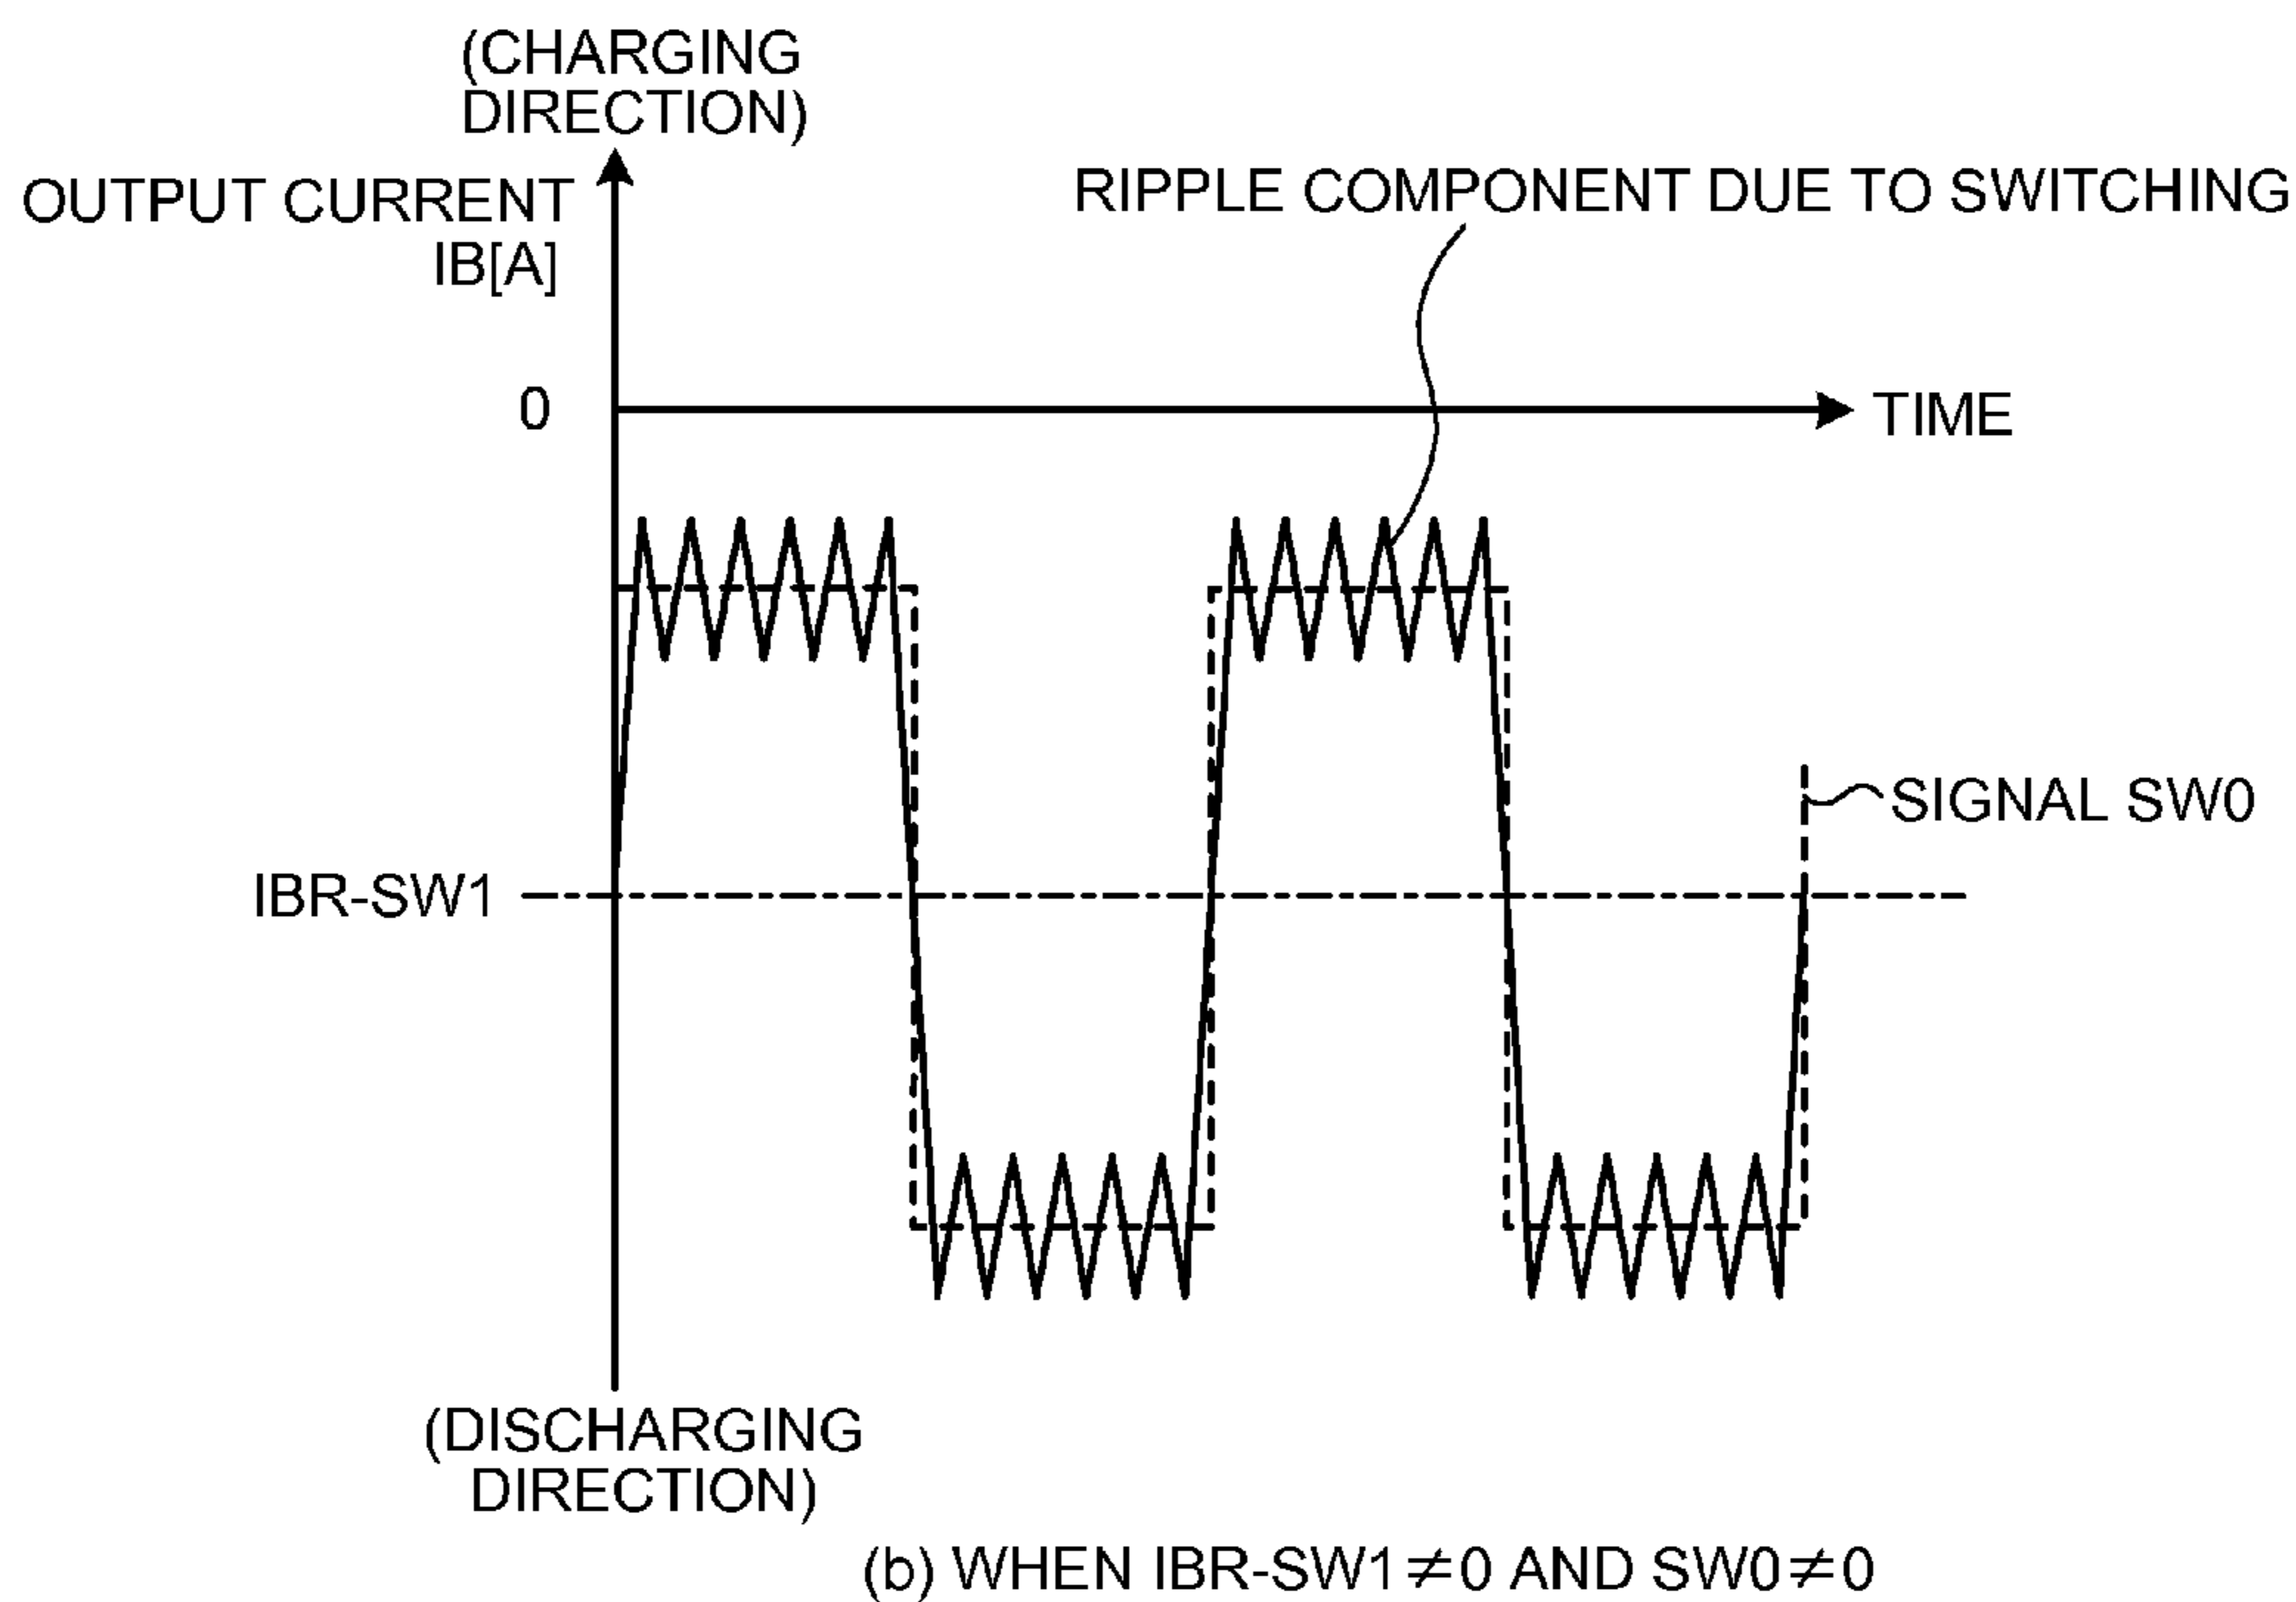 (CHARGING
DIRECTION)
OUTPUT CURRENT
IB[A]
RIPPLE COMPONENT DUE TO SWITCHING
0
TIME
SIGNAL SW0
IBR-SW1
(DISCHARGING
DIRECTION)
(b) WHEN IBR-SW1≠0 AND SW0≠0